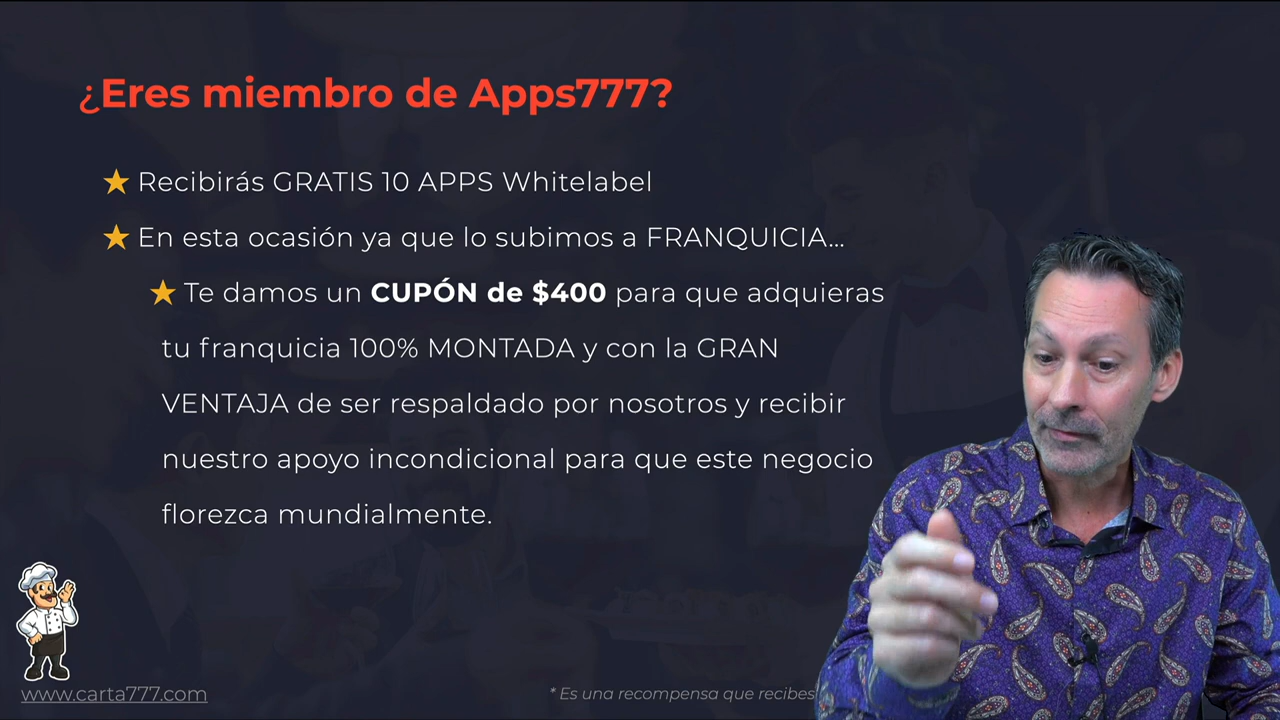 ¿Eres miembro de Apps777?
Recibirás GRATIS 10 APPS Whitelabel
En esta ocasión ya que lo subimos a FRANQUICIA...
Te damos un CUPÓN de $400 para que adquieras
tu franquicia 100% MONTADA y con la GRAN
VENTAJA de ser respaldado por nosotros y recibir
nuestro apoyo incondicional para que este negocio
florezca mundialmente.
www.carta777.com
* Es una recompensa que recibes